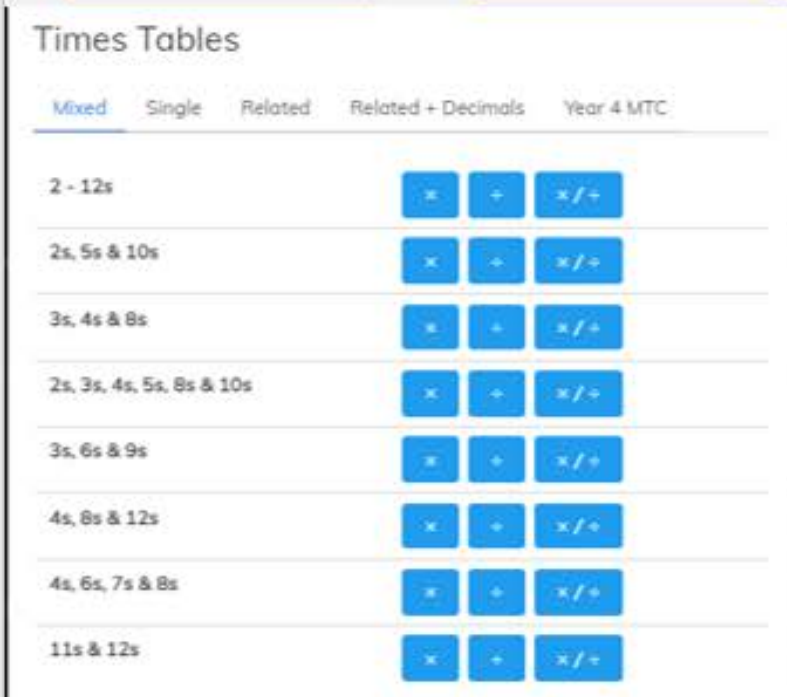 Times Tables
Mixed Single Related Related + Decimals Year 4 MTC
2 - 12s × ÷ ×/÷
2s, 5s & 10s × ÷ ×/÷
3s, 4s & 8s × ÷ ×/÷
2s, 3s, 4s, 5s, 8s & 10s × ÷ ×/÷
3s, 6s & 9s × ÷ ×/÷
4s, 8s & 12s × ÷ ×/÷
4s, 6s, 7s & 8s × ÷ ×/÷
11s & 12s × ÷ ×/÷